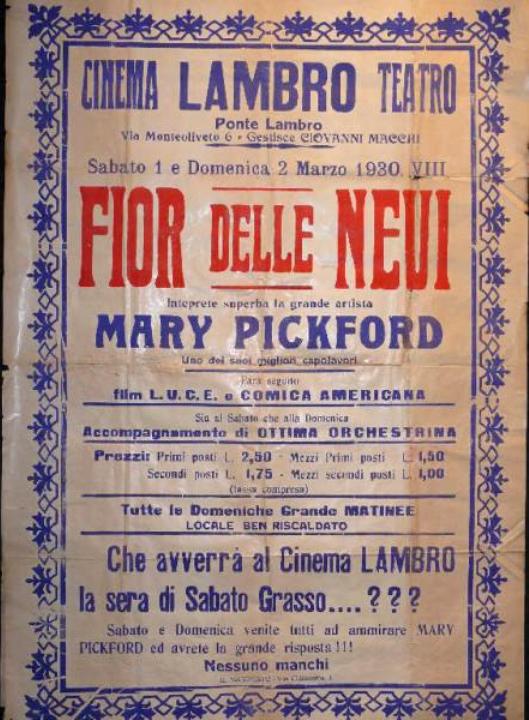 CINEMA LAMBRO TEATRO
Ponte Lambro
Via Monteoliveto 6 - Gestisce GIOVANNI MACCHI
Sabato 1 e Domenica 2 Marzo 1930. VIII
FIOR DELLE NEVI
Inteprete superba la grande artista
MARY PICKFORD
Uno dei suoi migliori capolavori
Farà seguito
film L.U.C.E. e COMICA AMERICANA
Sia al Sabato che alla Domenica
Accompagnamento di OTTIMA ORCHESTRINA
Prezzi: Primi posti L. 2,50 - Mezzi Primi posti L. 1,50
Secondi posti L. 1,75 - Mezzi secondi posti L. 1,00
(tassa compresa)
Tutte le Domeniche Grande MATINEE
LOCALE BEN RISCALDATO
Che avverrà al Cinema LAMBRO
la sera di Sabato Grasso....???
Sabato e Domenica venite tutti ad ammirare MARY
PICKFORD ed avrete la grande risposta!!!
Nessuno manchi